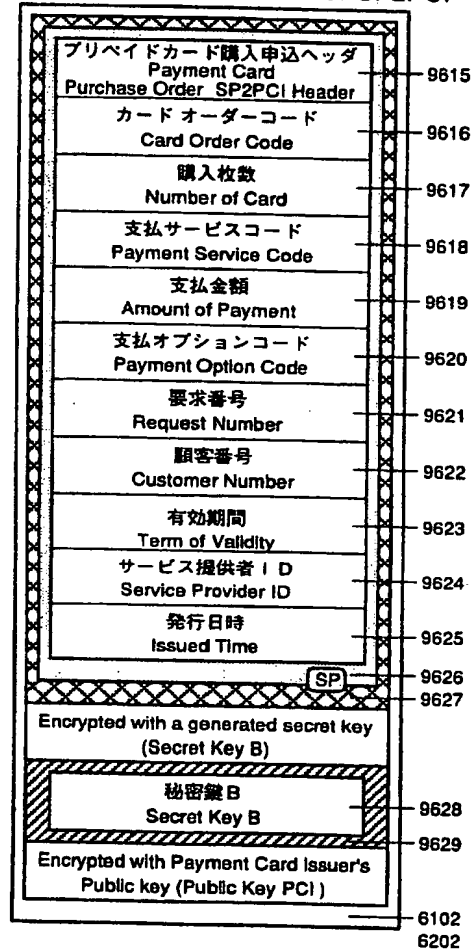 プリペイドカード購入申込ヘッダ
Payment Card
Purchase Order SP2PCI Header
9615
カード オーダーコード
Card Order Code
9616
購入枚数
Number of Card
9617
支払サービスコード
Payment Service Code
9618
支払金額
Amount of Payment
9619
支払オプションコード
Payment Option Code
9620
要求番号
Request Number
9621
顧客番号
Customer Number
9622
有効期間
Term of Validity
9623
サービス提供者 I D
Service Provider ID
9624
発行日時
Issued Time
9625
SP
9626
9627
Encrypted with a generated secret key
(Secret Key B)
秘密鍵 B
Secret Key B
9628
9629
Encrypted with Payment Card Issuer's
Public key (Public Key PCI )
6102
6202